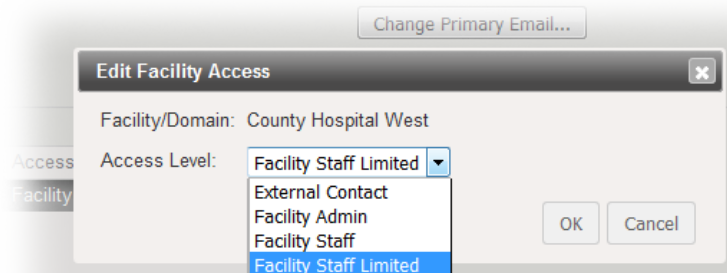 Change Primary Email...
Edit Facility Access
Facility/Domain: County Hospital West
Access
Access Level: Facility Staff Limited
Facility
External Contact
Facility Admin
Facility Staff
Facility Staff Limited
OK Cancel